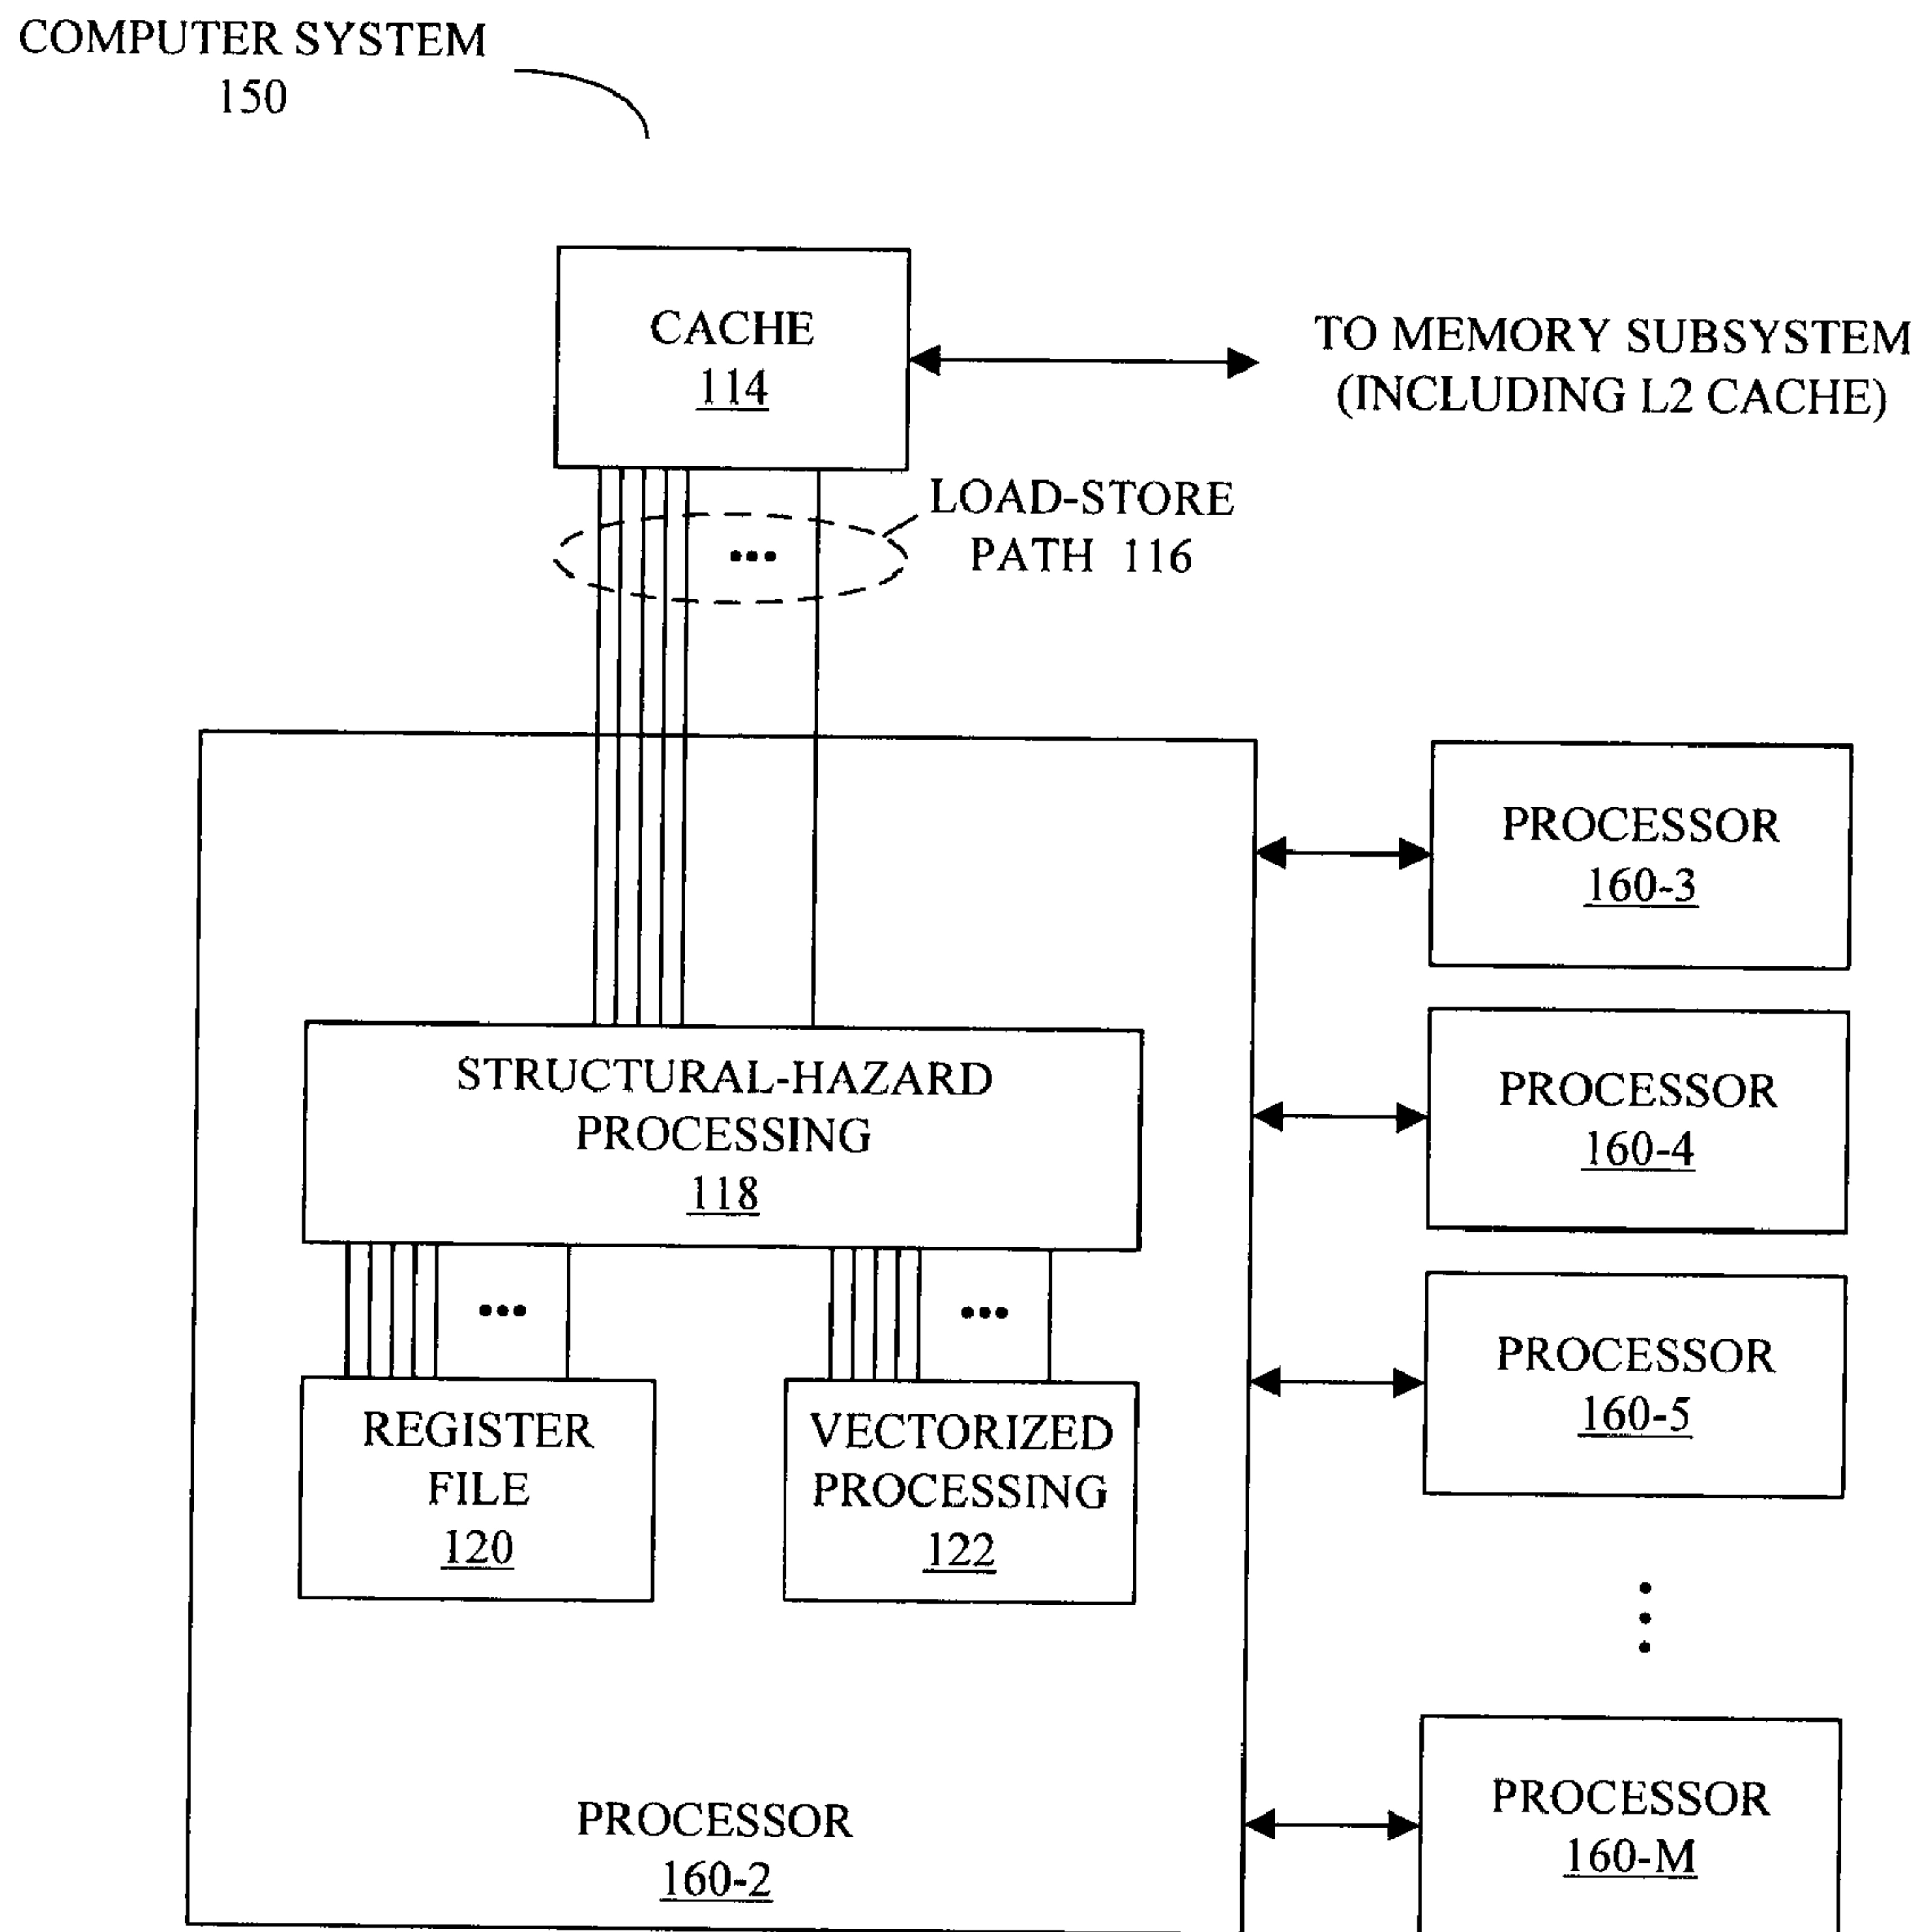 COMPUTER SYSTEM
150
CACHE
114
TO MEMORY SUBSYSTEM
(INCLUDING L2 CACHE)
LOAD-STORE
PATH 116
PROCESSOR
160-3
STRUCTURAL-HAZARD
PROCESSING
118
PROCESSOR
160-4
PROCESSOR
160-5
REGISTER
FILE
120
VECTORIZED
PROCESSING
122
PROCESSOR
160-2
PROCESSOR
160-M